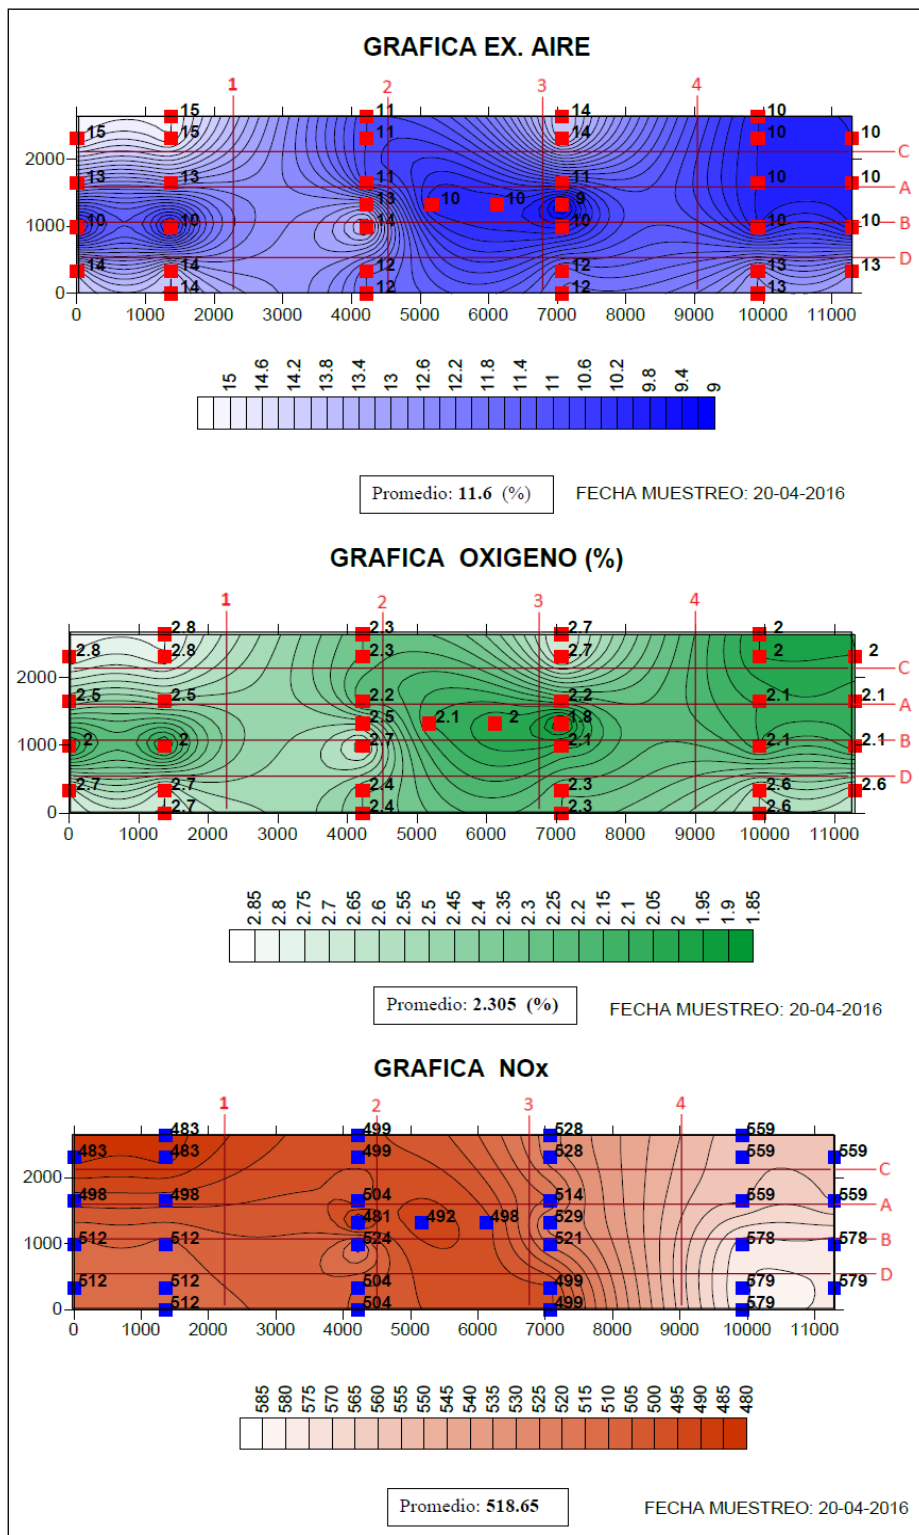 GRAFICA EX. AIRE
1 2 3 4
15 11 14 10
15 15 11 14 10 10
2000
C
13 13 11 11 10 10
A
13 10 10 9
1000
10 10 14 10 10 10
B
D
14 14 12 12 13 13
0
14 12 12 13
0 1000 2000 3000 4000 5000 6000 7000 8000 9000 10000 11000
15 14.6 14.2 13.8 13.4 13 12.6 12.2 11.8 11.4 11 10.6 10.2 9.8 9.4 9
Promedio: 11.6 (%) FECHA MUESTREO: 20-04-2016
GRAFICA OXIGENO (%)
1 2 3 4
2.8 2.3 2.7 2
2.8 2.8 2.3 2.7 2 2
2000
C
2.5 2.5 2.2 2.2 2.1 2.1
A
2.5 2.1 2 1.8
1000
2 2 2.7 2.1 2.1 2.1
B
D
2.7 2.7 2.4 2.3 2.6 2.6
0
2.7 2.4 2.3 2.6
0 1000 2000 3000 4000 5000 6000 7000 8000 9000 10000 11000
2.85 2.8 2.75 2.7 2.65 2.6 2.55 2.5 2.45 2.4 2.35 2.3 2.25 2.2 2.15 2.1 2.05 2 1.95 1.9 1.85
Promedio: 2.305 (%) FECHA MUESTREO: 20-04-2016
GRAFICA NOx
1 2 3 4
483 499 528 559
483 483 499 528 559 559
2000
C
498 498 504 514 559 559
A
481 492 498 529
1000
512 512 524 521 578 578
B
D
512 512 504 499 579 579
0
512 504 499 579
0 1000 2000 3000 4000 5000 6000 7000 8000 9000 10000 11000
585 580 575 570 565 560 555 550 545 540 535 530 525 520 515 510 505 500 495 490 485 480
Promedio: 518.65 FECHA MUESTREO: 20-04-2016